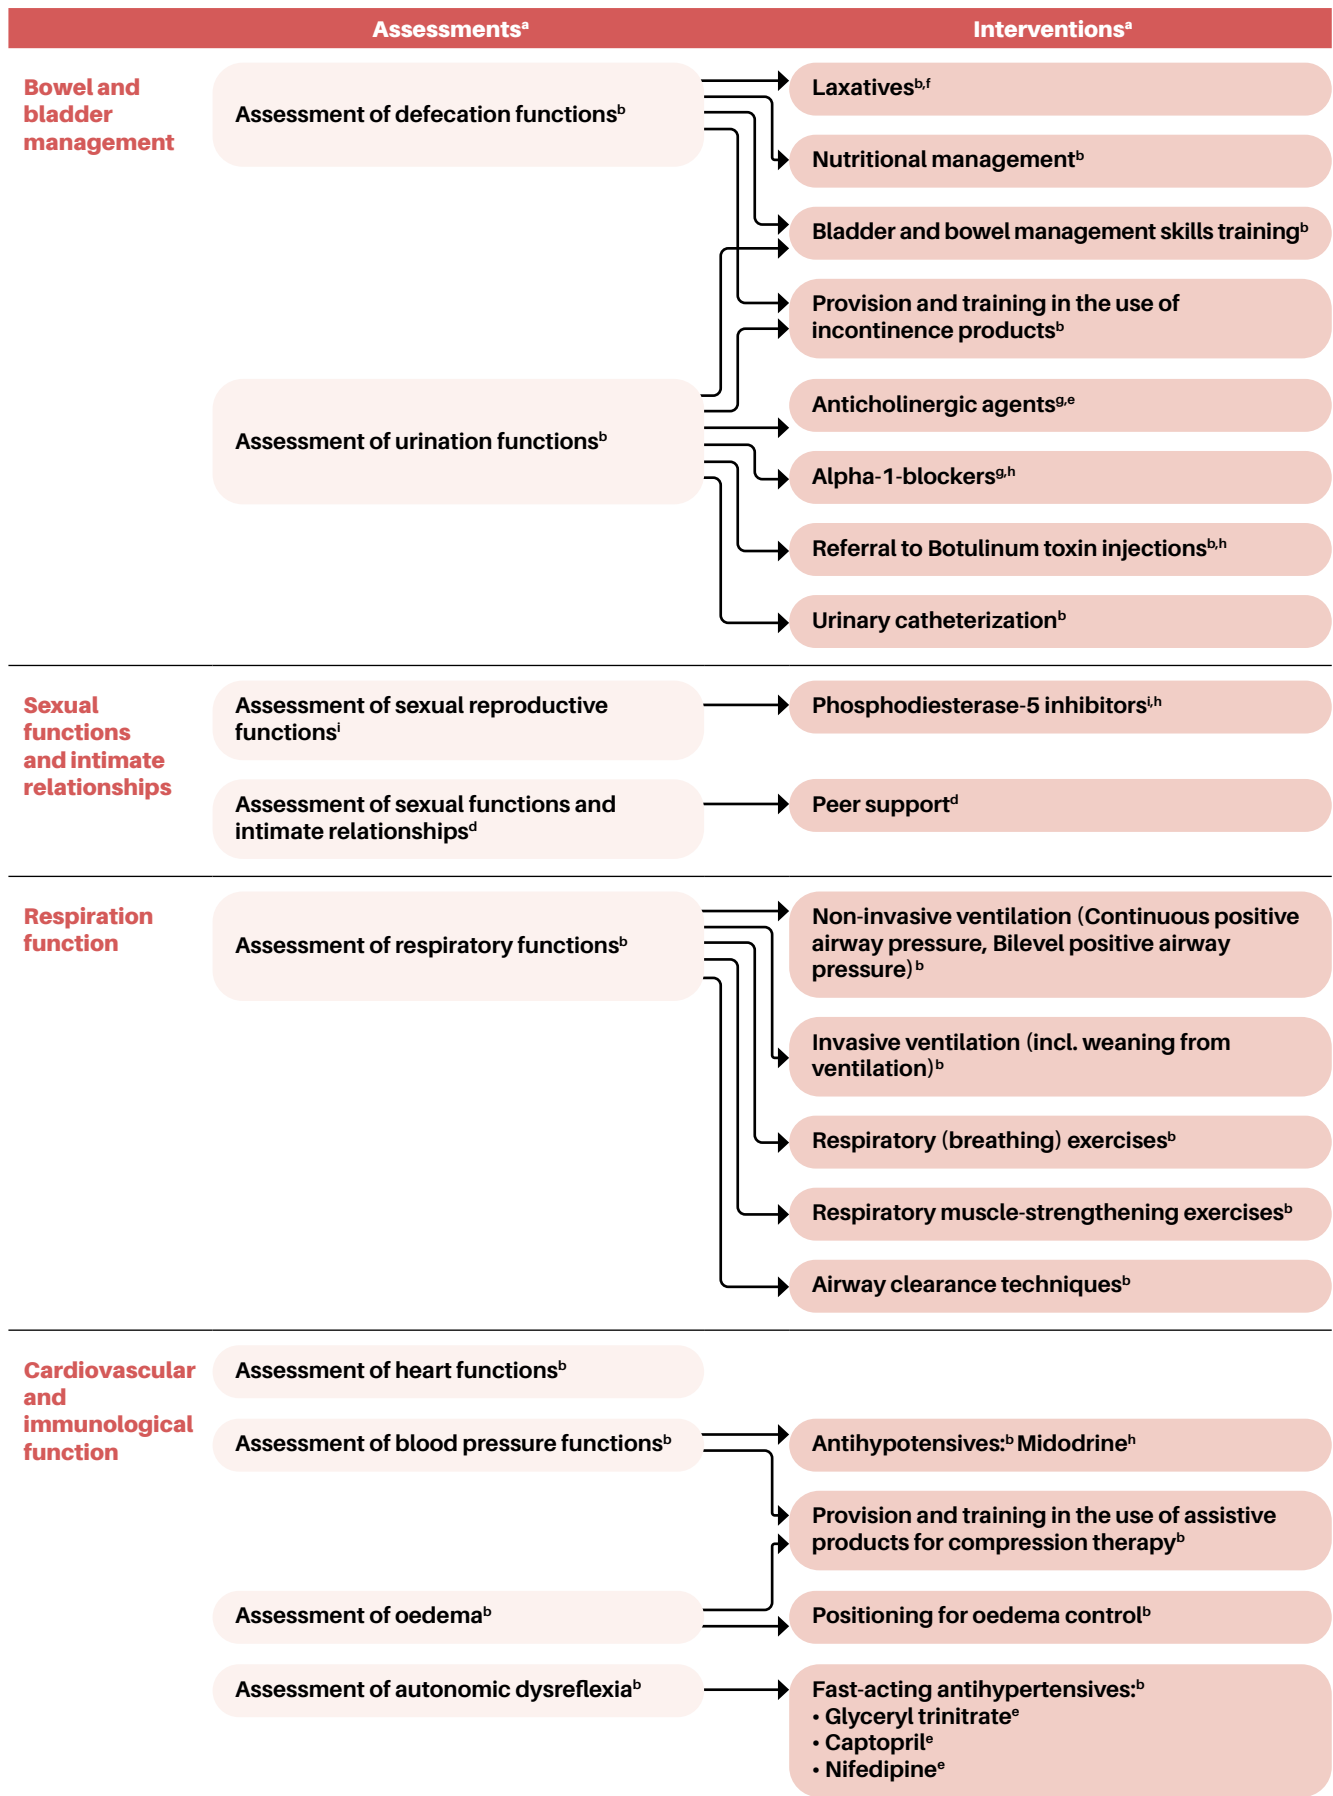 Assessmentsᵃ
Interventionsᵃ
Bowel and
bladder
management
Assessment of defecation functionsᵇ
Laxativesᵇ,ᶠ
Nutritional managementᵇ
Bladder and bowel management skills trainingᵇ
Provision and training in the use of
incontinence productsᵇ
Assessment of urination functionsᵇ
Anticholinergic agentsᵍ,ᵉ
Alpha-1-blockersᵍ,ʰ
Referral to Botulinum toxin injectionsᵇ,ʰ
Urinary catheterizationᵇ
Sexual
functions
and intimate
relationships
Assessment of sexual reproductive
functionsⁱ
Phosphodiesterase-5 inhibitorsⁱ,ʰ
Assessment of sexual functions and
intimate relationshipsᵈ
Peer supportᵈ
Respiration
function
Assessment of respiratory functionsᵇ
Non-invasive ventilation (Continuous positive
airway pressure, Bilevel positive airway
pressure)ᵇ
Invasive ventilation (incl. weaning from
ventilation)ᵇ
Respiratory (breathing) exercisesᵇ
Respiratory muscle-strengthening exercisesᵇ
Airway clearance techniquesᵇ
Cardiovascular
and
immunological
function
Assessment of heart functionsᵇ
Assessment of blood pressure functionsᵇ
Antihypotensives:ᵇ Midodrineʰ
Provision and training in the use of assistive
products for compression therapyᵇ
Assessment of oedemaᵇ
Positioning for oedema controlᵇ
Assessment of autonomic dysreflexiaᵇ
Fast-acting antihypertensives:ᵇ
• Glyceryl trinitrateᵉ
• Captoprilᵉ
• Nifedipineᵉ